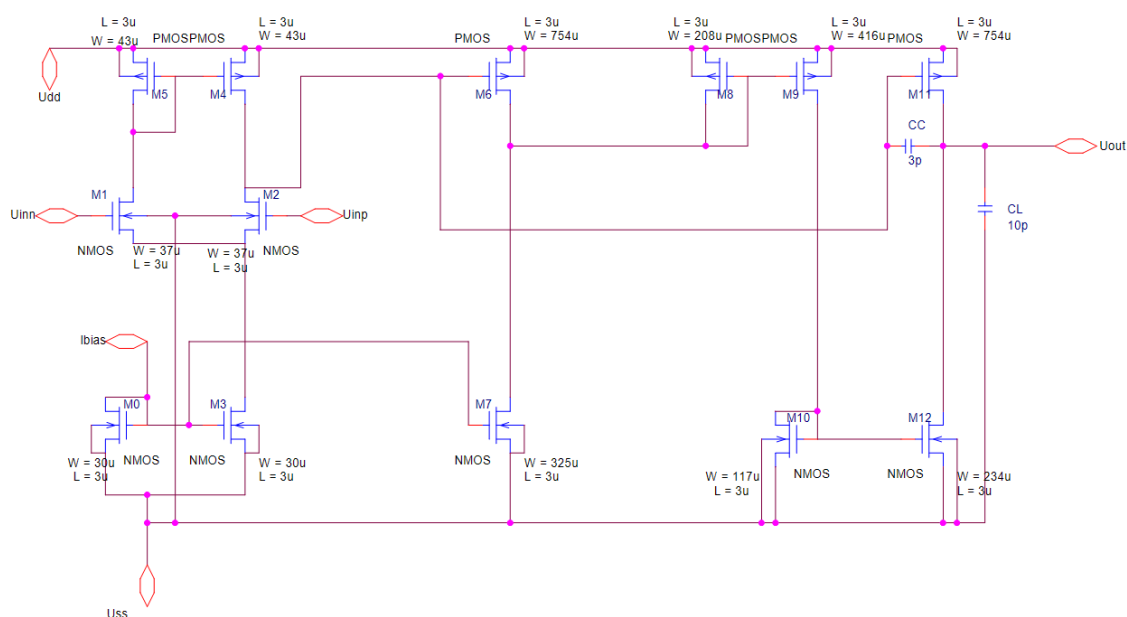 L = 3u
W = 43u
PMOSPMOS
L = 3u
W = 43u
PMOS
L = 3u
W = 754u
L = 3u
W = 208u
PMOSPMOS
L = 3u
W = 416u
PMOS
L = 3u
W = 754u
Udd
M5
M4
M6
M8
M9
M11
CC
3p
Uout
M1
M2
Uinn
Uinp
CL
10p
NMOS
W = 37u
L = 3u
W = 37u
L = 3u
NMOS
Ibias
M0
M3
M7
M10
M12
W = 30u
L = 3u
NMOS
NMOS
W = 30u
L = 3u
NMOS
W = 325u
L = 3u
W = 117u
L = 3u
NMOS
NMOS
W = 234u
L = 3u
Uss